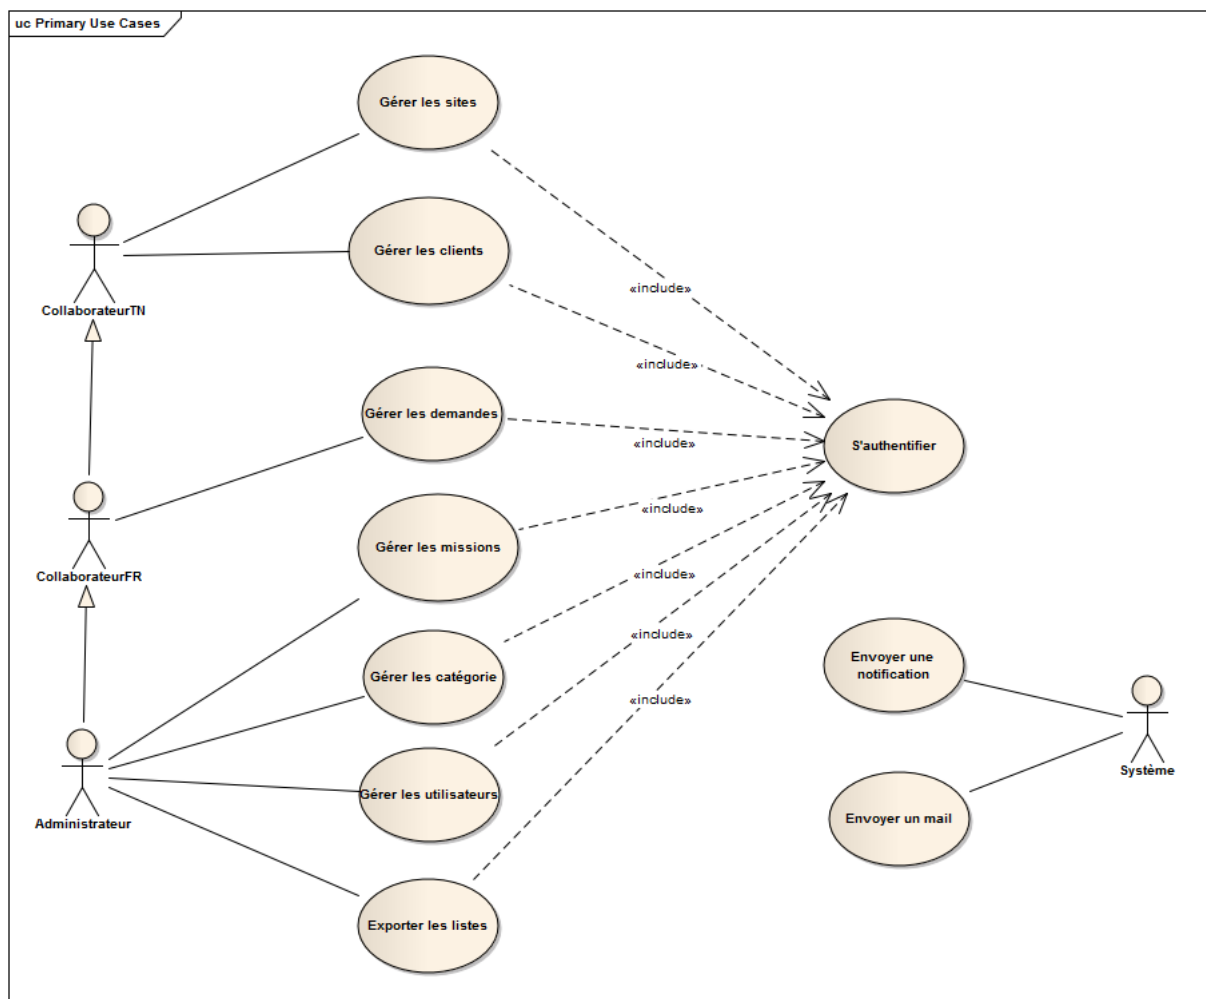 uc Primary Use Cases
Gérer les sites
Gérer les clients
CollaborateurTN
«include»
«include»
Gérer les demandes
«include»
S'authentifier
CollaborateurFR
Gérer les missions
«include»
«include»
Gérer les catégorie
«include»
Envoyer une
notification
«include»
Système
Gérer les utilisateurs
Administrateur
Envoyer un mail
Exporter les listes